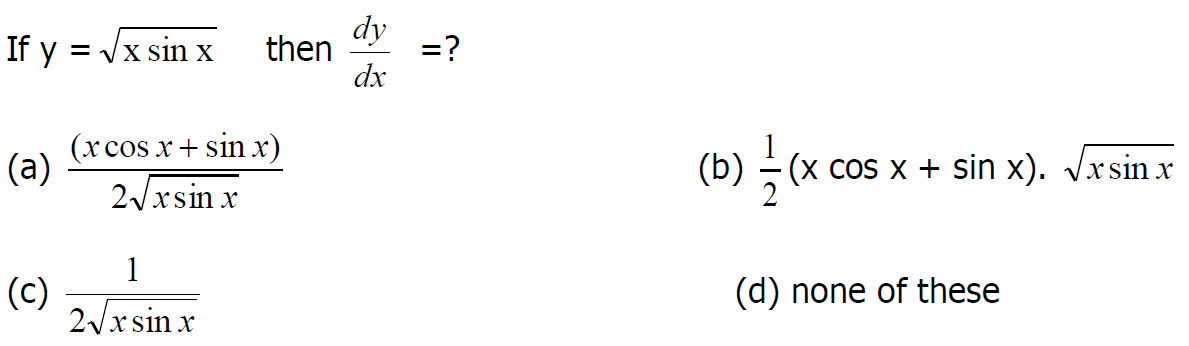 If y = √(x sin x) then dy/dx =?
(a) (x cos x + sin x)/(2√(x sin x)) (b) 1/2 (x cos x + sin x). √(x sin x)
(c) 1/(2√(x sin x)) (d) none of these